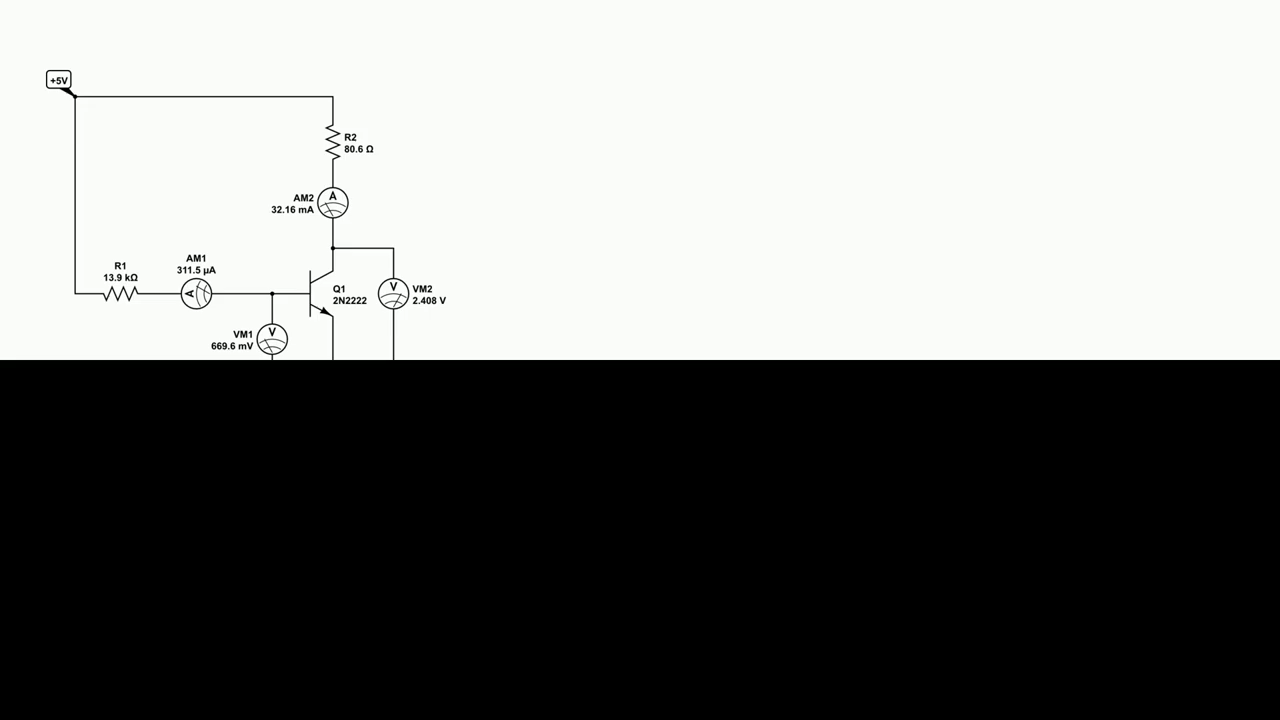 +5V
R2
80.6 Ω
A
AM2
32.16 mA
AM1
311.5 µA
R1
13.9 kΩ
A
Q1
2N2222
V
VM2
2.408 V
V
VM1
669.6 mV